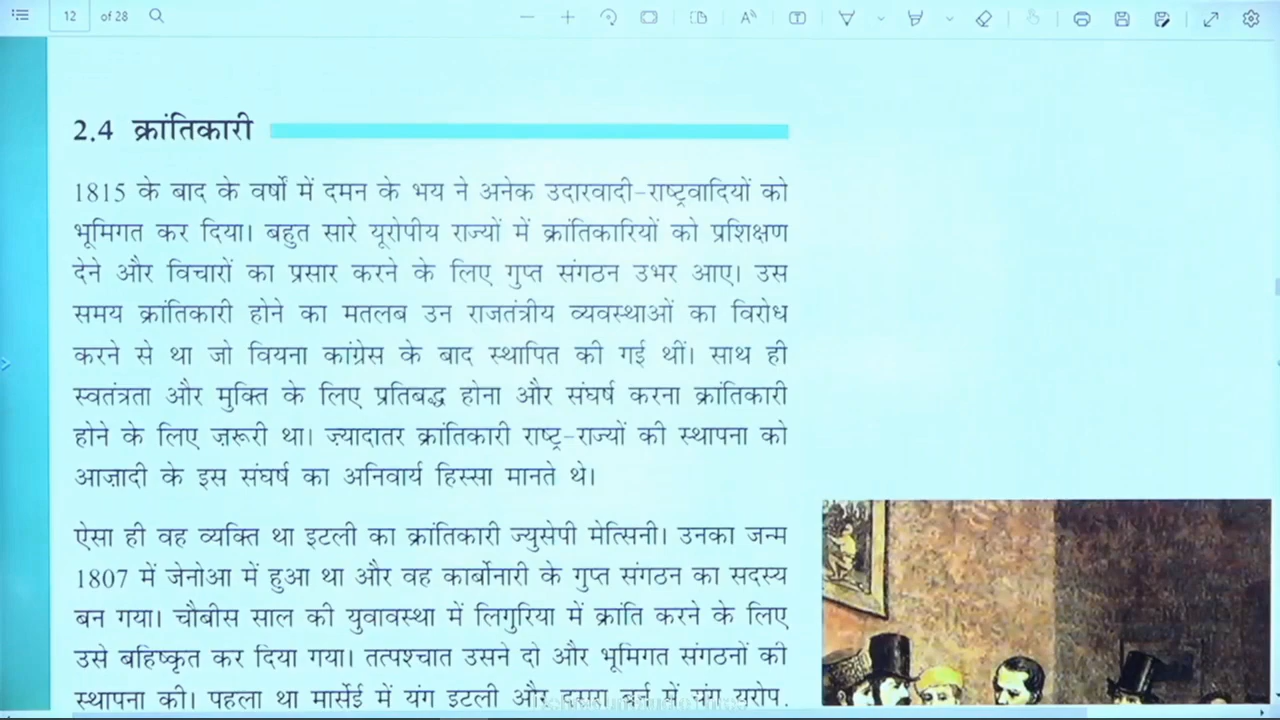 12 of 28
2.4 क्रांतिकारी
1815 के बाद के वर्षों में दमन के भय ने अनेक उदारवादी-राष्ट्रवादियों को
भूमिगत कर दिया। बहुत सारे यूरोपीय राज्यों में क्रांतिकारियों को प्रशिक्षण
देने और विचारों का प्रसार करने के लिए गुप्त संगठन उभर आए। उस
समय क्रांतिकारी होने का मतलब उन राजतंत्रीय व्यवस्थाओं का विरोध
करने से था जो वियना कांग्रेस के बाद स्थापित की गई थीं। साथ ही
स्वतंत्रता और मुक्ति के लिए प्रतिबद्ध होना और संघर्ष करना क्रांतिकारी
होने के लिए ज़रूरी था। ज़्यादातर क्रांतिकारी राष्ट्र-राज्यों की स्थापना को
आज़ादी के इस संघर्ष का अनिवार्य हिस्सा मानते थे।
ऐसा ही वह व्यक्ति था इटली का क्रांतिकारी ज्युसेपी मेत्सिनी। उनका जन्म
1807 में जेनोआ में हुआ था और वह कार्बोनारी के गुप्त संगठन का सदस्य
बन गया। चौबीस साल की युवावस्था में लिगुरिया में क्रांति करने के लिए
उसे बहिष्कृत कर दिया गया। तत्पश्चात उसने दो और भूमिगत संगठनों की
स्थापना की। पहला था मार्सेई में यंग इटली और दूसरा बर्न में यंग यूरोप,